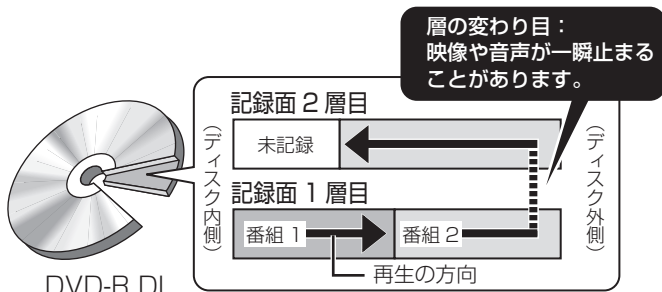 層の変わり目：
映像や音声が一瞬止まる
ことがあります。
記録面 2 層目
（ディスク内側）
未記録
（ディスク外側）
記録面 1 層目
番組 1
番組 2
再生の方向
DVD-R DL